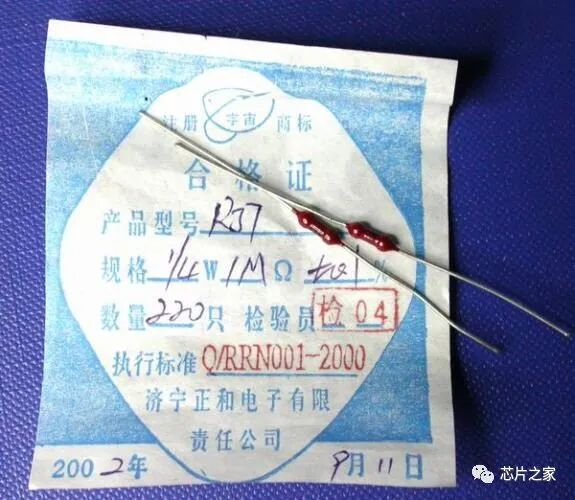 注册 宇宙 商标
合格证
产品型号 RJ7
规格 1/4 W 1M Ω ±0.1 %
数量 220 只 检验员 检04
执行标准 Q/RRN001-2000
济宁正和电子有限
责任公司
2002年 9月11日
芯片之家